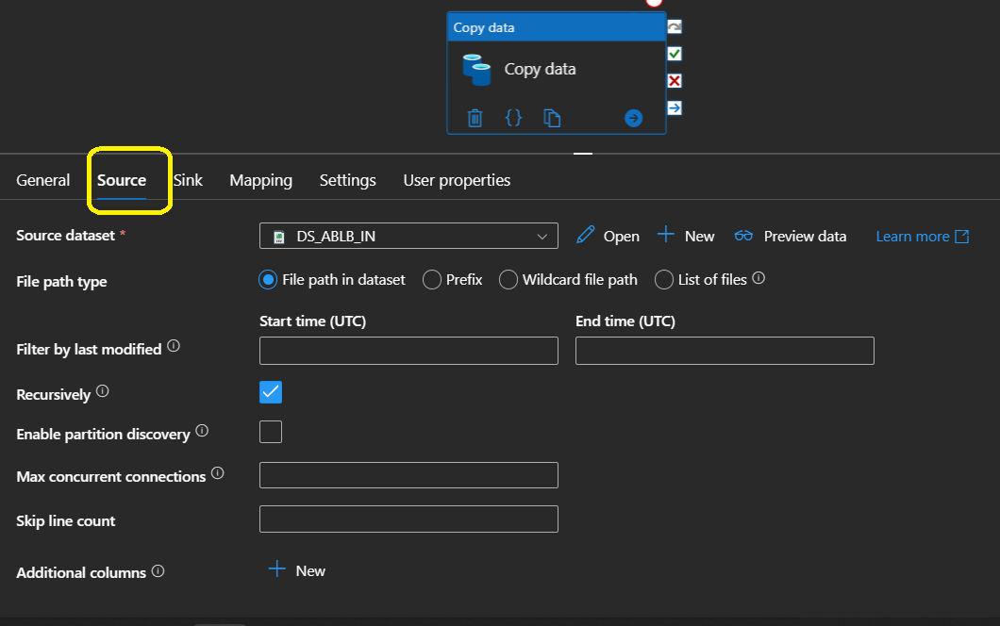 Copy data
Copy data
General Source Sink Mapping Settings User properties
Source dataset * DS_ABLB_IN Open New Preview data Learn more
File path type File path in dataset Prefix Wildcard file path List of files
Start time (UTC) End time (UTC)
Filter by last modified
Recursively
Enable partition discovery
Max concurrent connections
Skip line count
Additional columns New